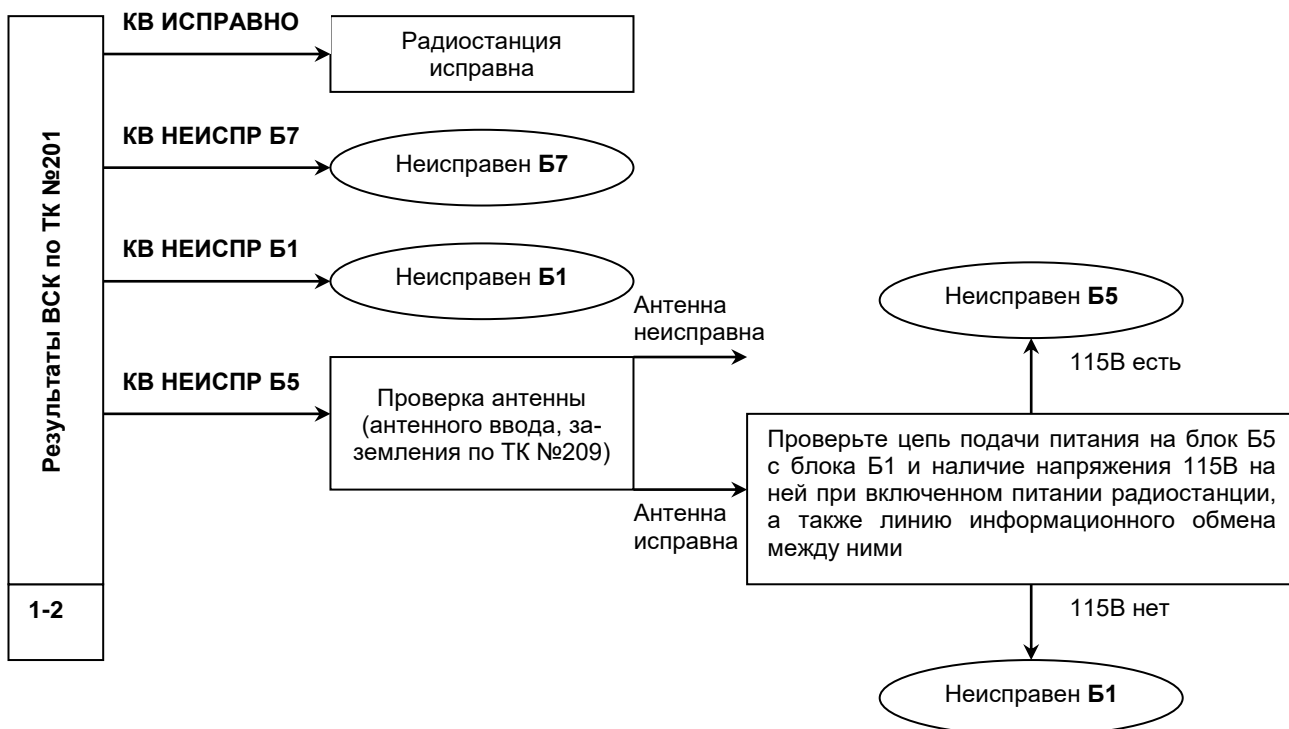 Результаты ВСК по ТК №201
1-2
КВ ИСПРАВНО
Радиостанция
исправна
КВ НЕИСПР Б7
Неисправен Б7
КВ НЕИСПР Б1
Неисправен Б1
КВ НЕИСПР Б5
Проверка антенны
(антенного ввода, за-
земления по ТК №209)
Антенна
неисправна
Антенна
исправна
Неисправен Б5
115В есть
Проверьте цепь подачи питания на блок Б5
с блока Б1 и наличие напряжения 115В на
ней при включенном питании радиостанции,
а также линию информационного обмена
между ними
115В нет
Неисправен Б1